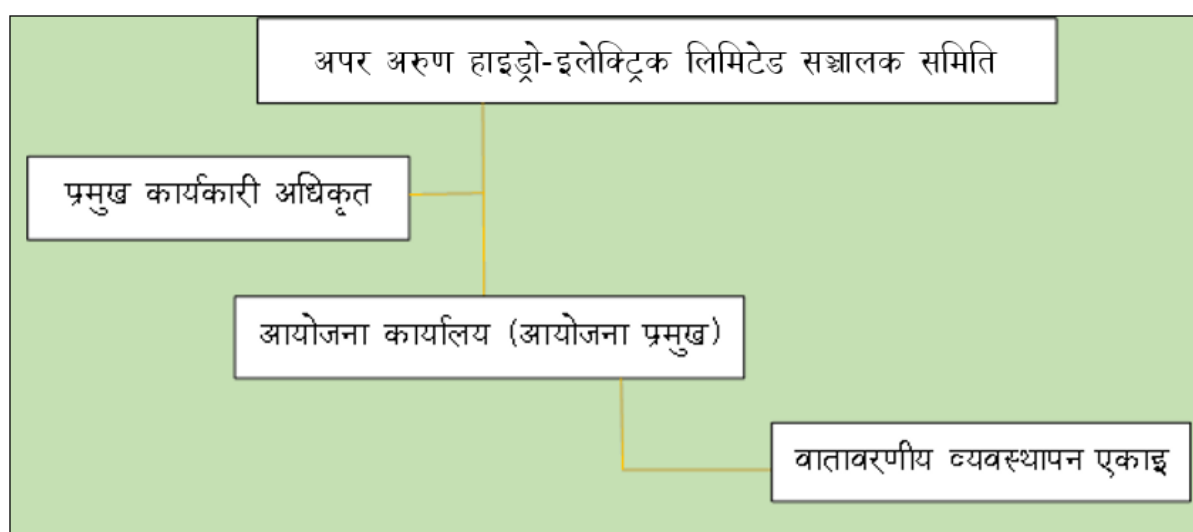 अपर अरुण हाइड्रो-इलेक्ट्रिक लिमिटेड सञ्चालक समिति
प्रमुख कार्यकारी अधिकृत
आयोजना कार्यालय (आयोजना प्रमुख)
वातावरणीय व्यवस्थापन एकाइ